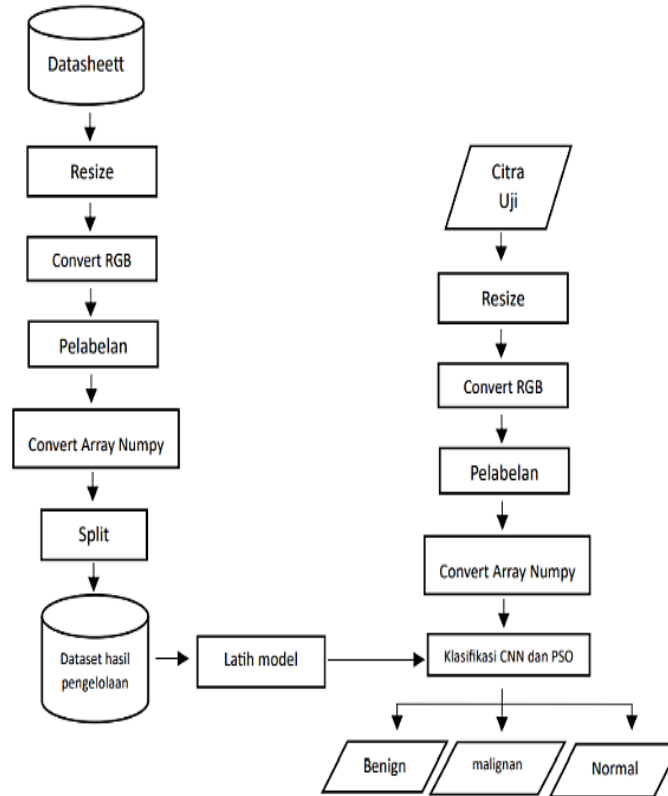 Datasheett
Resize
Convert RGB
Pelabelan
Convert Array Numpy
Split
Dataset hasil
pengelolaan
Latih model
Citra
Uji
Resize
Convert RGB
Pelabelan
Convert Array Numpy
Klasifikasi CNN dan PSO
Benign
malignan
Normal